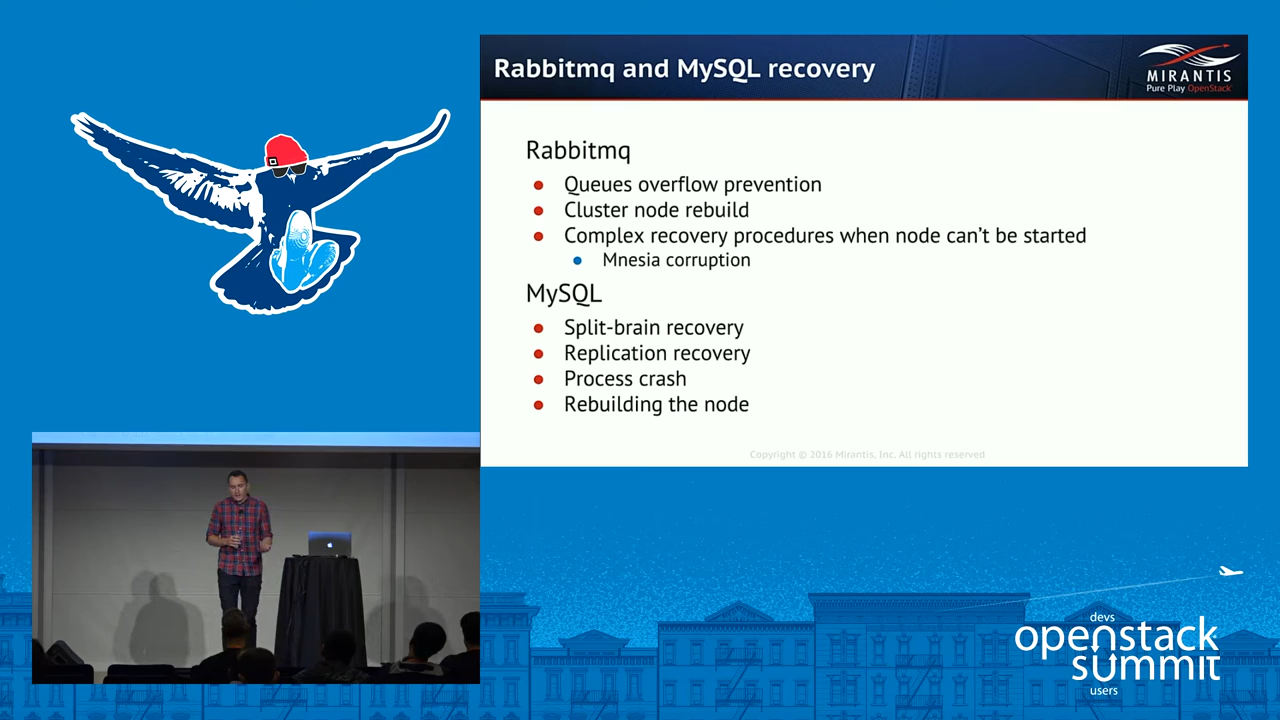 Rabbitmq and MySQL recovery
MIRANTIS
Pure Play OpenStack
Rabbitmq
Queues overflow prevention
Cluster node rebuild
Complex recovery procedures when node can't be started
Mnesia corruption
MySQL
Split-brain recovery
Replication recovery
Process crash
Rebuilding the node
Copyright © 2016 Mirantis, Inc. All rights reserved
devs
openstack
summit
users